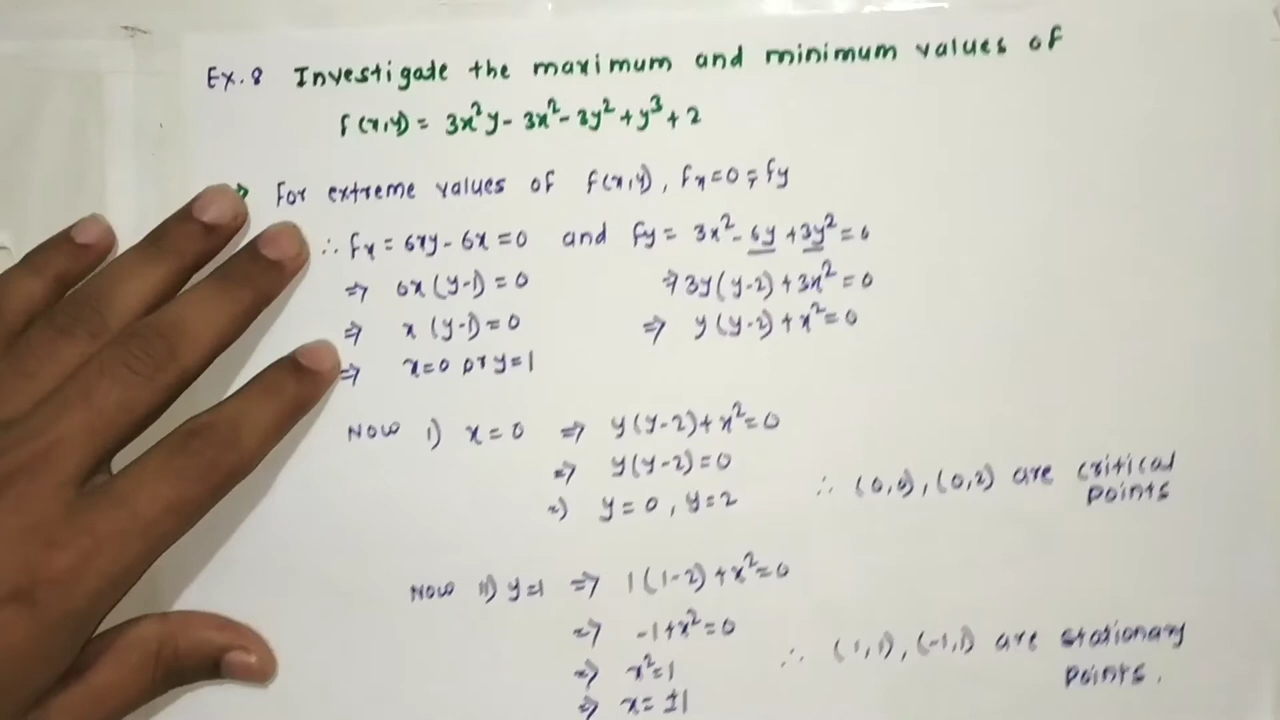 Ex.8 Investigate the maximum and minimum values of
f(x,y) = 3x²y - 3x² - 3y² + y³ + 2
⇒ For extreme values of f(x,y), fx = 0 = fy
∴ fx = 6xy - 6x = 0 and fy = 3x² - 6y + 3y² = 0
⇒ 6x(y-1) = 0 ⇒ 3y(y-2) + 3x² = 0
⇒ x(y-1) = 0 ⇒ y(y-2) + x² = 0
⇒ x=0 or y=1
Now i) x = 0 ⇒ y(y-2) + x² = 0
⇒ y(y-2) = 0
⇒ y = 0, y = 2
∴ (0,0), (0,2) are critical
points
Now ii) y=1 ⇒ 1(1-2) + x² = 0
⇒ -1+x² = 0
⇒ x² = 1
⇒ x = ±1
∴ (1,1), (-1,1) are stationary
points.